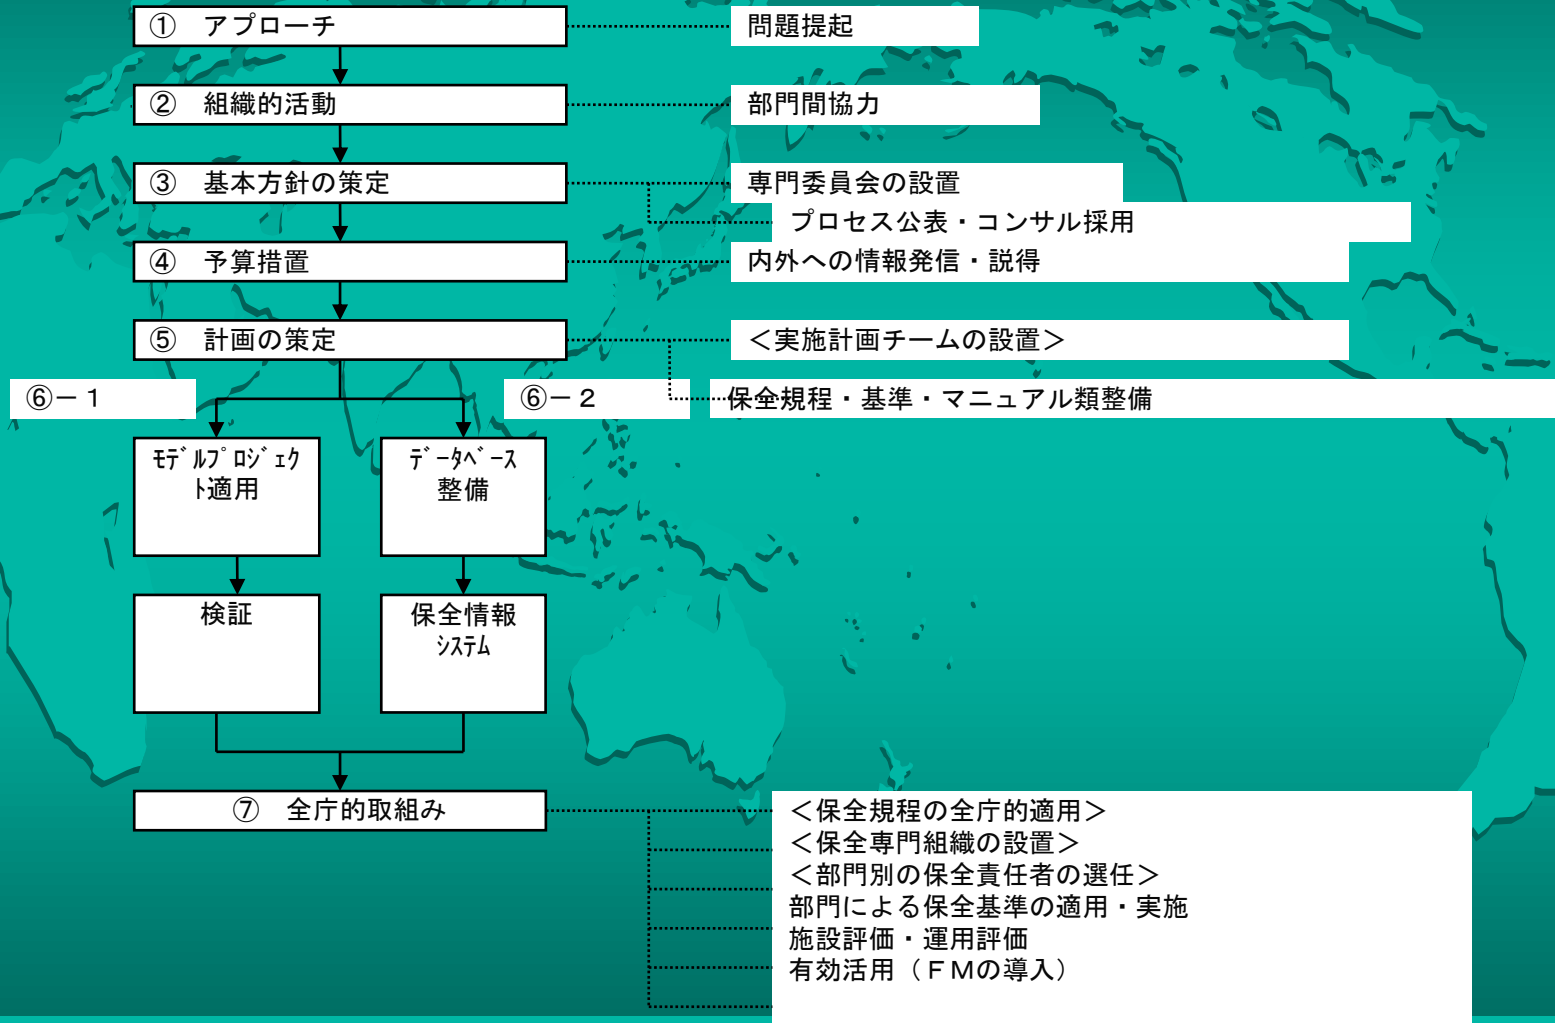 ①　アプローチ
問題提起
②　組織的活動
部門間協力
③　基本方針の策定
専門委員会の設置
プロセス公表・コンサル採用
④　予算措置
内外への情報発信・説得
⑤　計画の策定
＜実施計画チームの設置＞
⑥－１
⑥－２
保全規程・基準・マニュアル類整備
ﾓﾃﾞﾙﾌﾟﾛｼﾞｪｸ
ﾄ適用
ﾃﾞｰﾀﾍﾞｰｽ
整備
検証
保全情報
ｼｽﾃﾑ
⑦　全庁的取組み
＜保全規程の全庁的適用＞
＜保全専門組織の設置＞
＜部門別の保全責任者の選任＞
部門による保全基準の適用・実施
施設評価・運用評価
有効活用（ＦＭの導入）